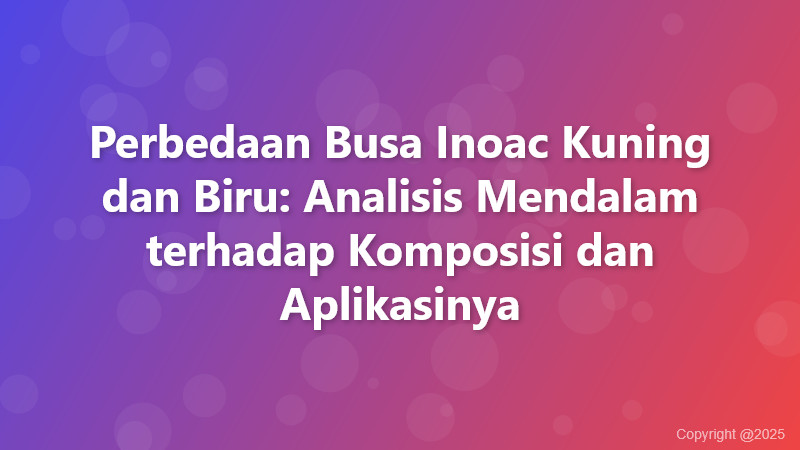 Perbedaan Busa Inoac Kuning
dan Biru: Analisis Mendalam
terhadap Komposisi dan
Aplikasinya
Copyright @2025